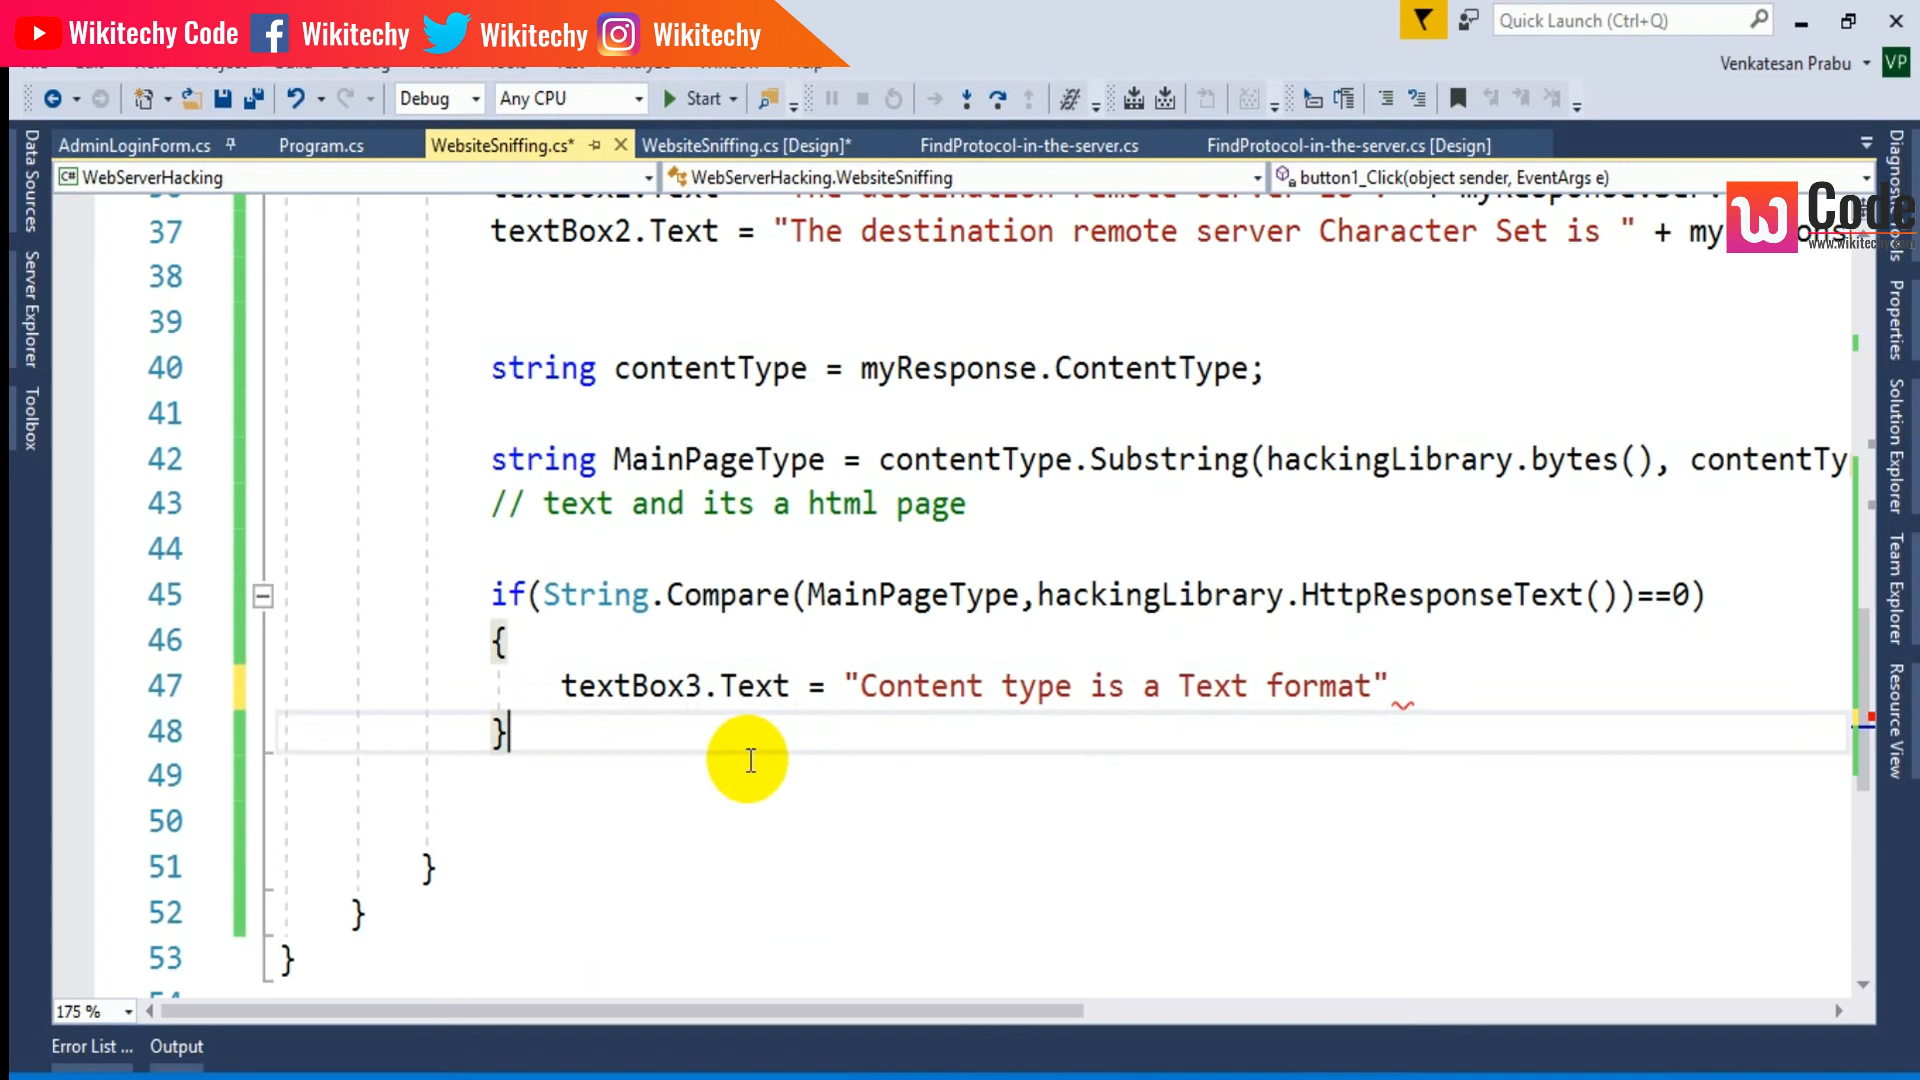 Wikitechy Code Wikitechy Wikitechy Wikitechy
Quick Launch (Ctrl+Q)
Venkatesan Prabu VP
Debug Any CPU Start
AdminLoginForm.cs Program.cs WebsiteSniffing.cs* WebsiteSniffing.cs [Design]* FindProtocol-in-the-server.cs FindProtocol-in-the-server.cs [Design]
C# WebServerHacking WebServerHacking.WebsiteSniffing button1_Click(object sender, EventArgs e)
Code
www.wikitechy.com
37 textBox2.Text = "The destination remote server Character Set is " + my
38
39
40 string contentType = myResponse.ContentType;
41
42 string MainPageType = contentType.Substring(hackingLibrary.bytes(), contentTy
43 // text and its a html page
44
45 if(String.Compare(MainPageType,hackingLibrary.HttpResponseText())==0)
46 {
47 textBox3.Text = "Content type is a Text format"
48 }
49
50
51 }
52 }
53 }
175 %
Error List ... Output
Data Sources
Server Explorer
Toolbox
Properties
Solution Explorer
Team Explorer
Resource View